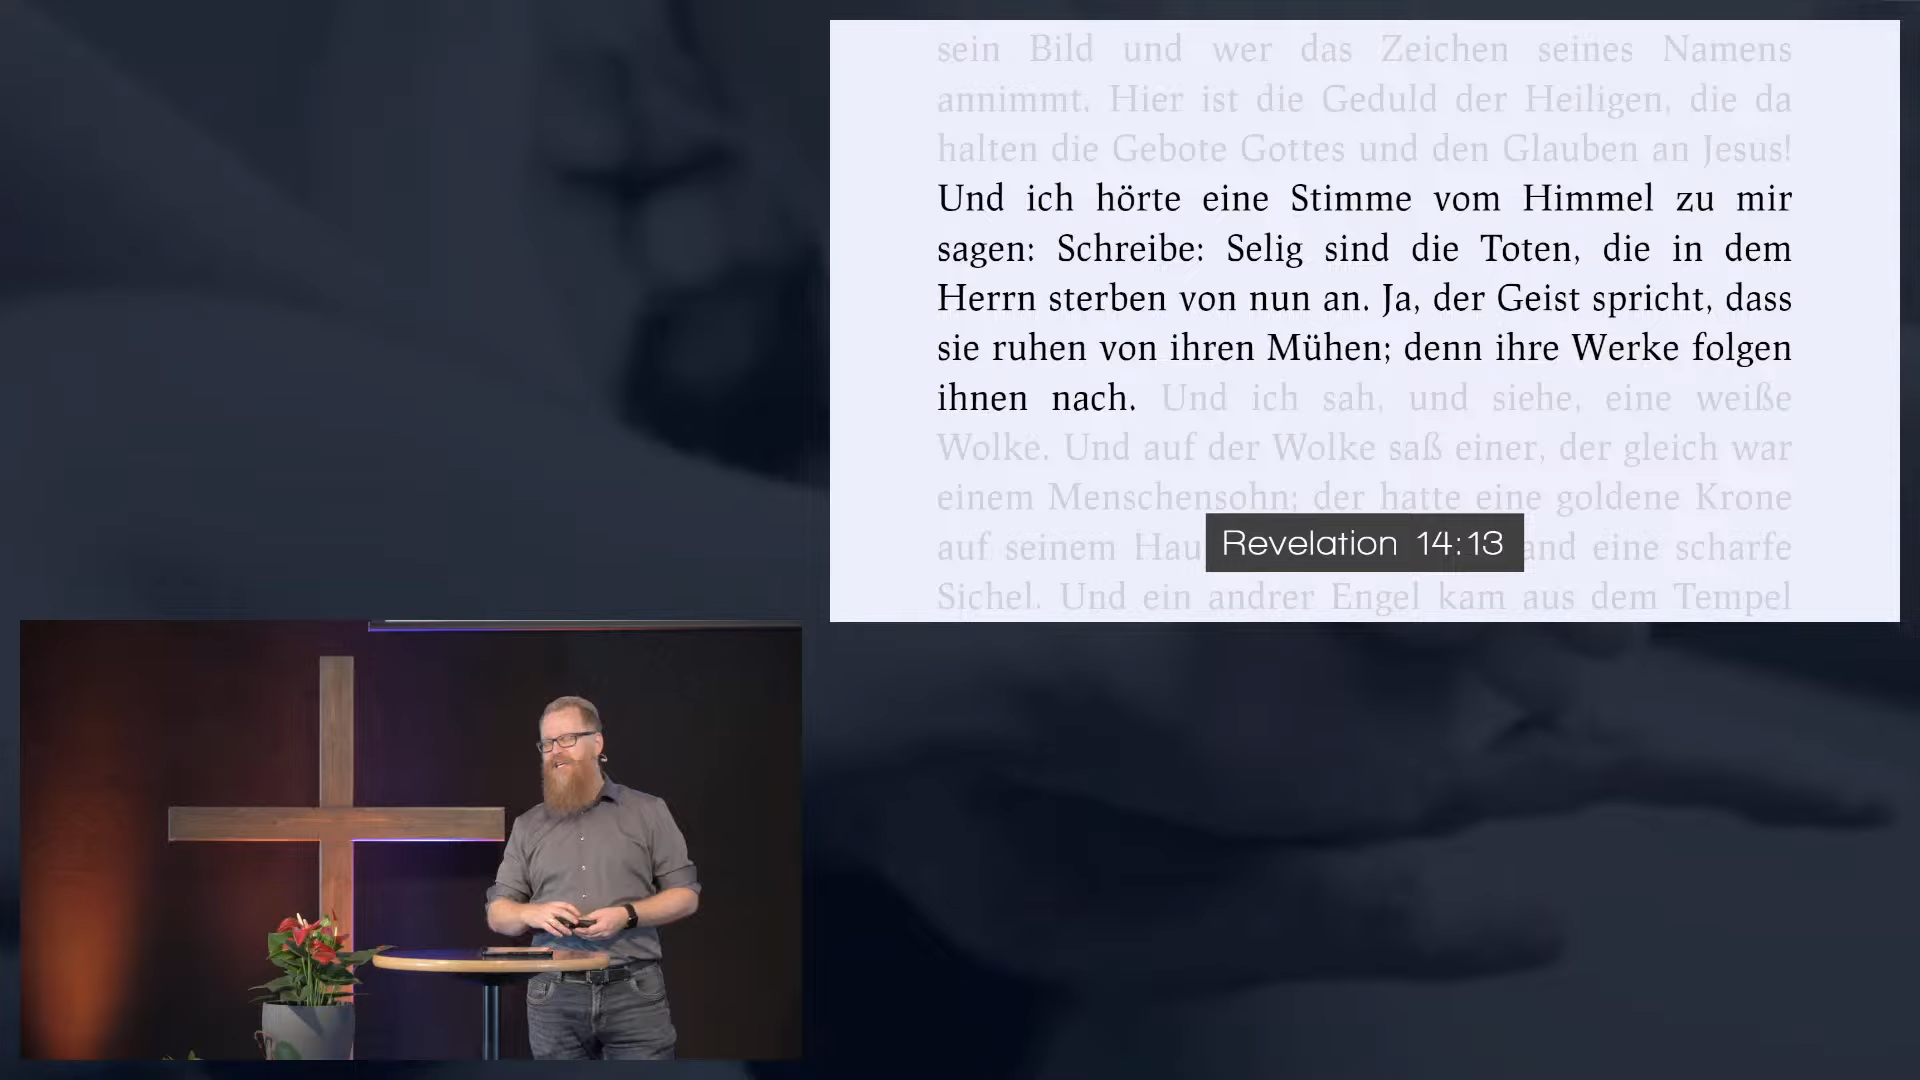 sein Bild und wer das Zeichen seines Namens
annimmt. Hier ist die Geduld der Heiligen, die da
halten die Gebote Gottes und den Glauben an Jesus!
Und ich hörte eine Stimme vom Himmel zu mir
sagen: Schreibe: Selig sind die Toten, die in dem
Herrn sterben von nun an. Ja, der Geist spricht, dass
sie ruhen von ihren Mühen; denn ihre Werke folgen
ihnen nach. Und ich sah, und siehe, eine weiße
Wolke. Und auf der Wolke saß einer, der gleich war
einem Menschensohn; der hatte eine goldene Krone
auf seinem eine scharfe
Revelation 14:13
Sichel. Und ein andrer Engel kam aus dem Tempel